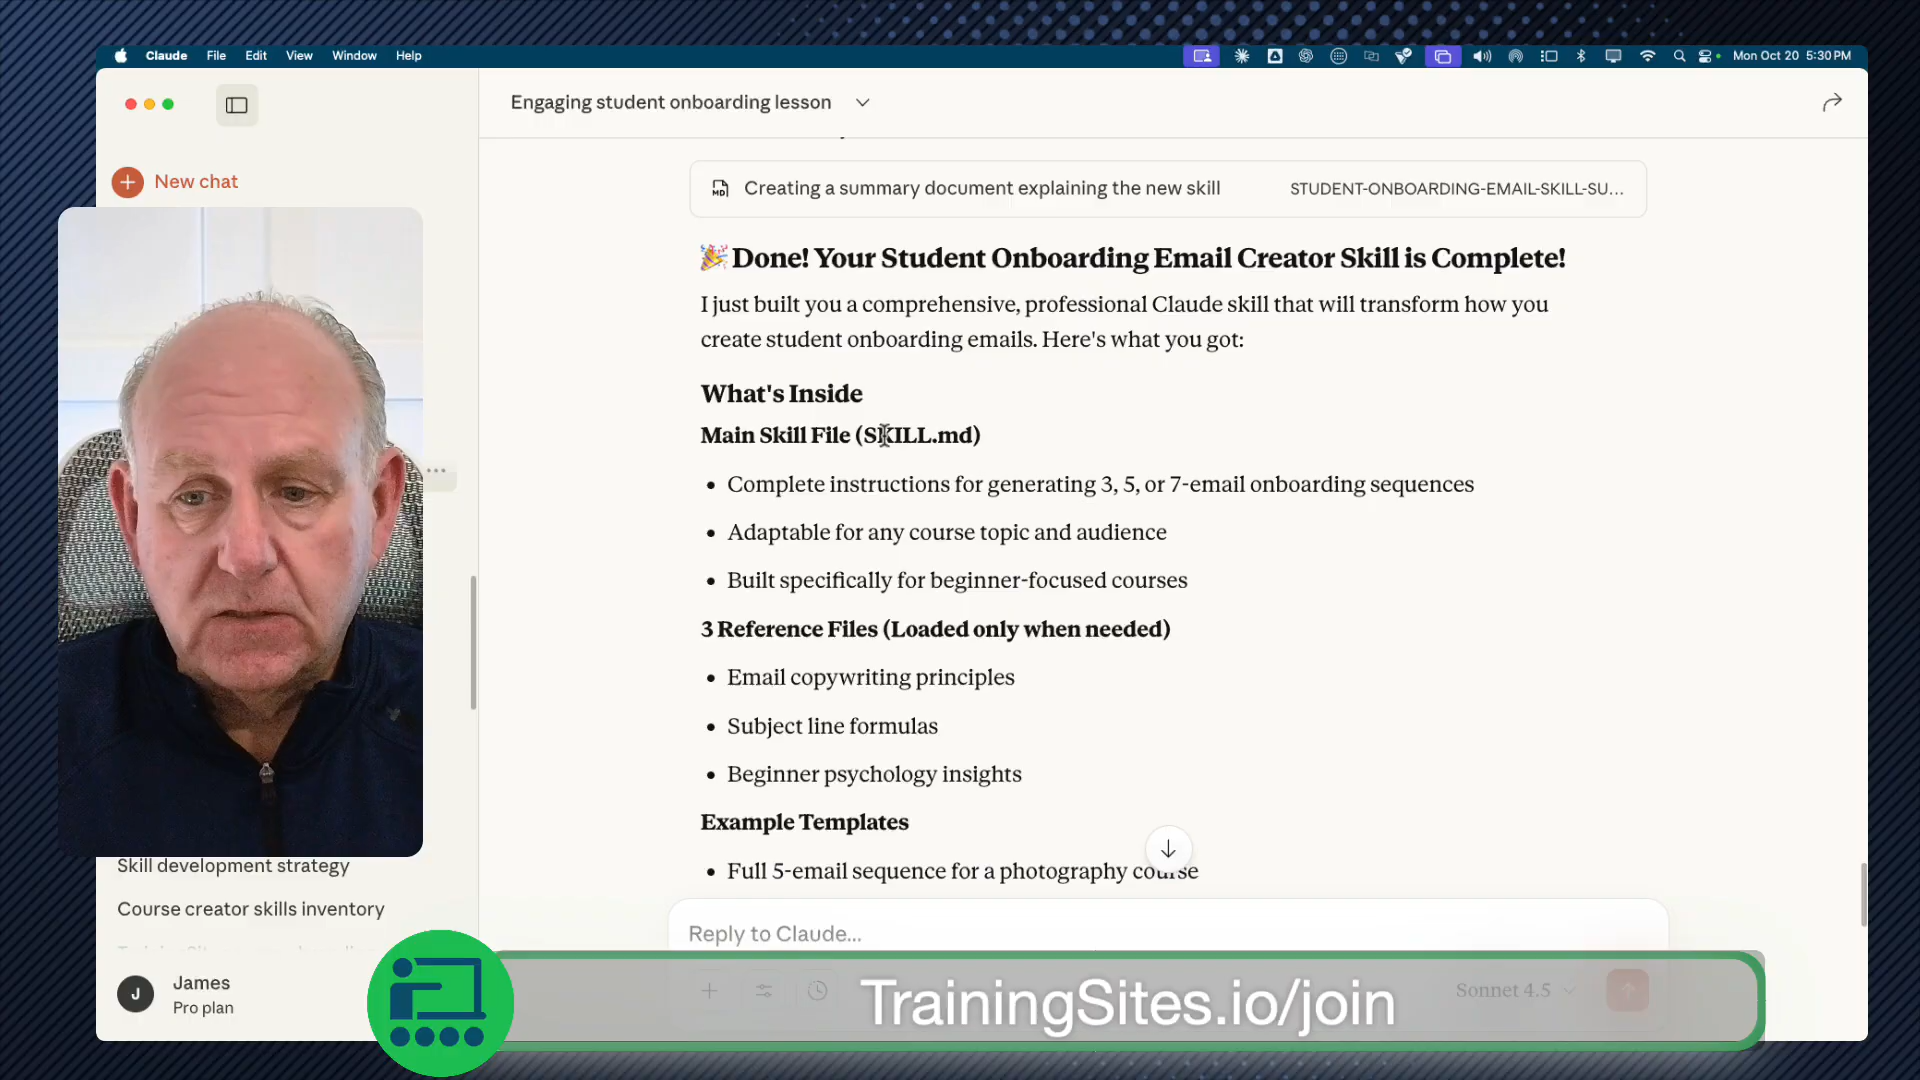 Claude File Edit View Window Help
Mon Oct 20 5:30 PM
Engaging student onboarding lesson
New chat
MD Creating a summary document explaining the new skill STUDENT-ONBOARDING-EMAIL-SKILL-SU...
🎉 Done! Your Student Onboarding Email Creator Skill is Complete!
I just built you a comprehensive, professional Claude skill that will transform how you
create student onboarding emails. Here's what you got:
What's Inside
Main Skill File (SKILL.md)
• Complete instructions for generating 3, 5, or 7-email onboarding sequences
• Adaptable for any course topic and audience
• Built specifically for beginner-focused courses
3 Reference Files (Loaded only when needed)
• Email copywriting principles
• Subject line formulas
• Beginner psychology insights
Example Templates
• Full 5-email sequence for a photography course
Skill development strategy
Course creator skills inventory
J James
Pro plan
Reply to Claude...
Sonnet 4.5
TrainingSites.io/join